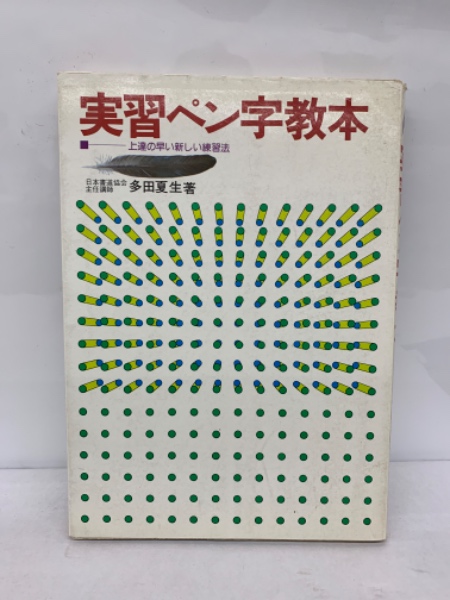 実習ペン字教本
上達の早い新しい練習法
日本書道協会
主任講師
多田夏生著